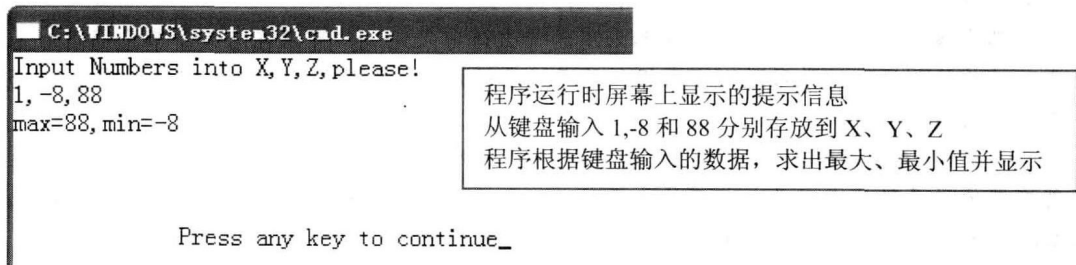 C:\WINDOWS\system32\cmd.exe
Input Numbers into X,Y,Z,please!
1,-8,88
max=88,min=-8
程序运行时屏幕上显示的提示信息
从键盘输入 1,-8 和 88 分别存放到 X、Y、Z
程序根据键盘输入的数据，求出最大、最小值并显示
Press any key to continue_